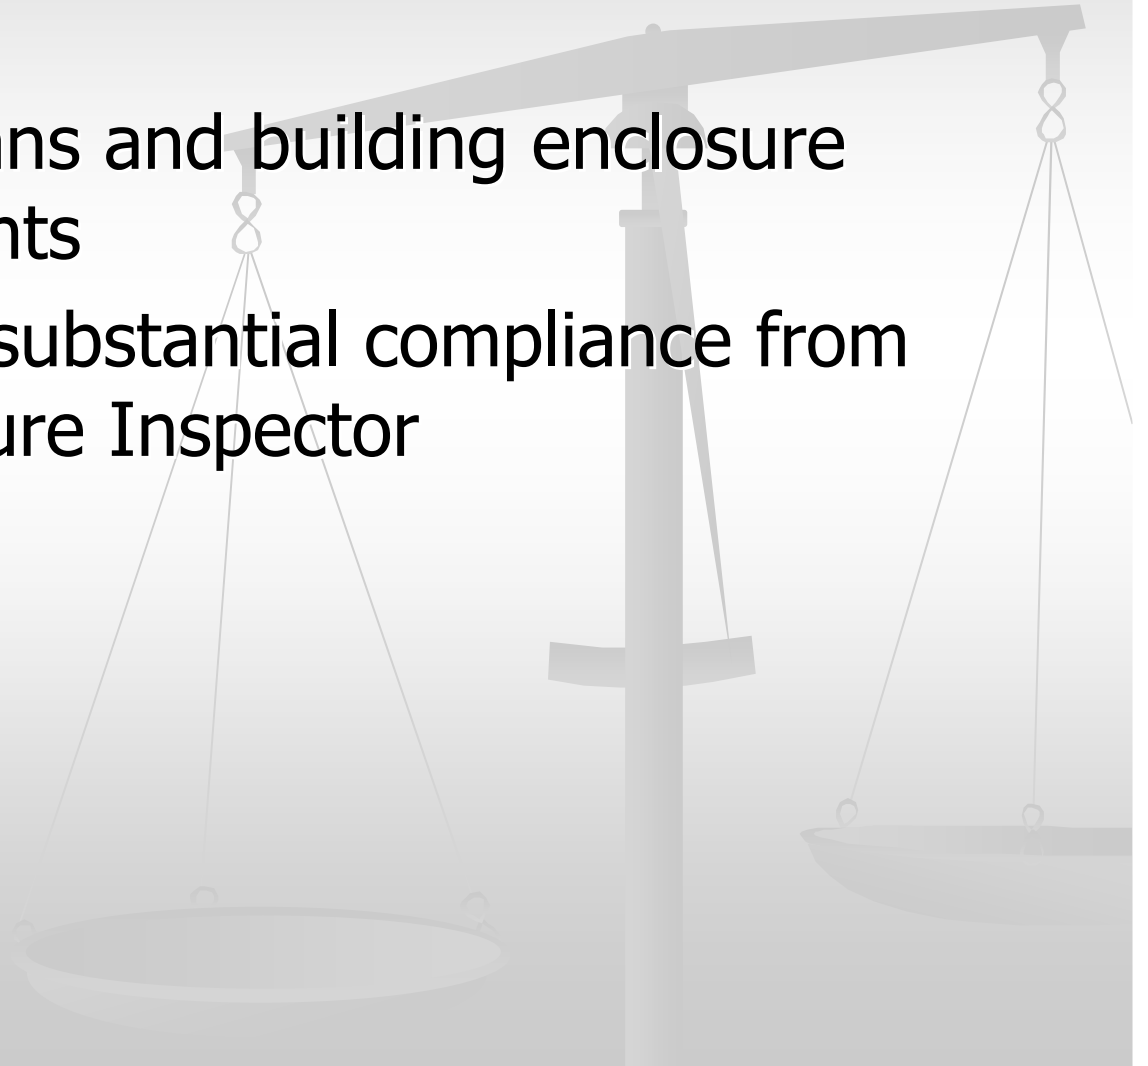 ns and building enclosure
nts
substantial compliance from
ure Inspector